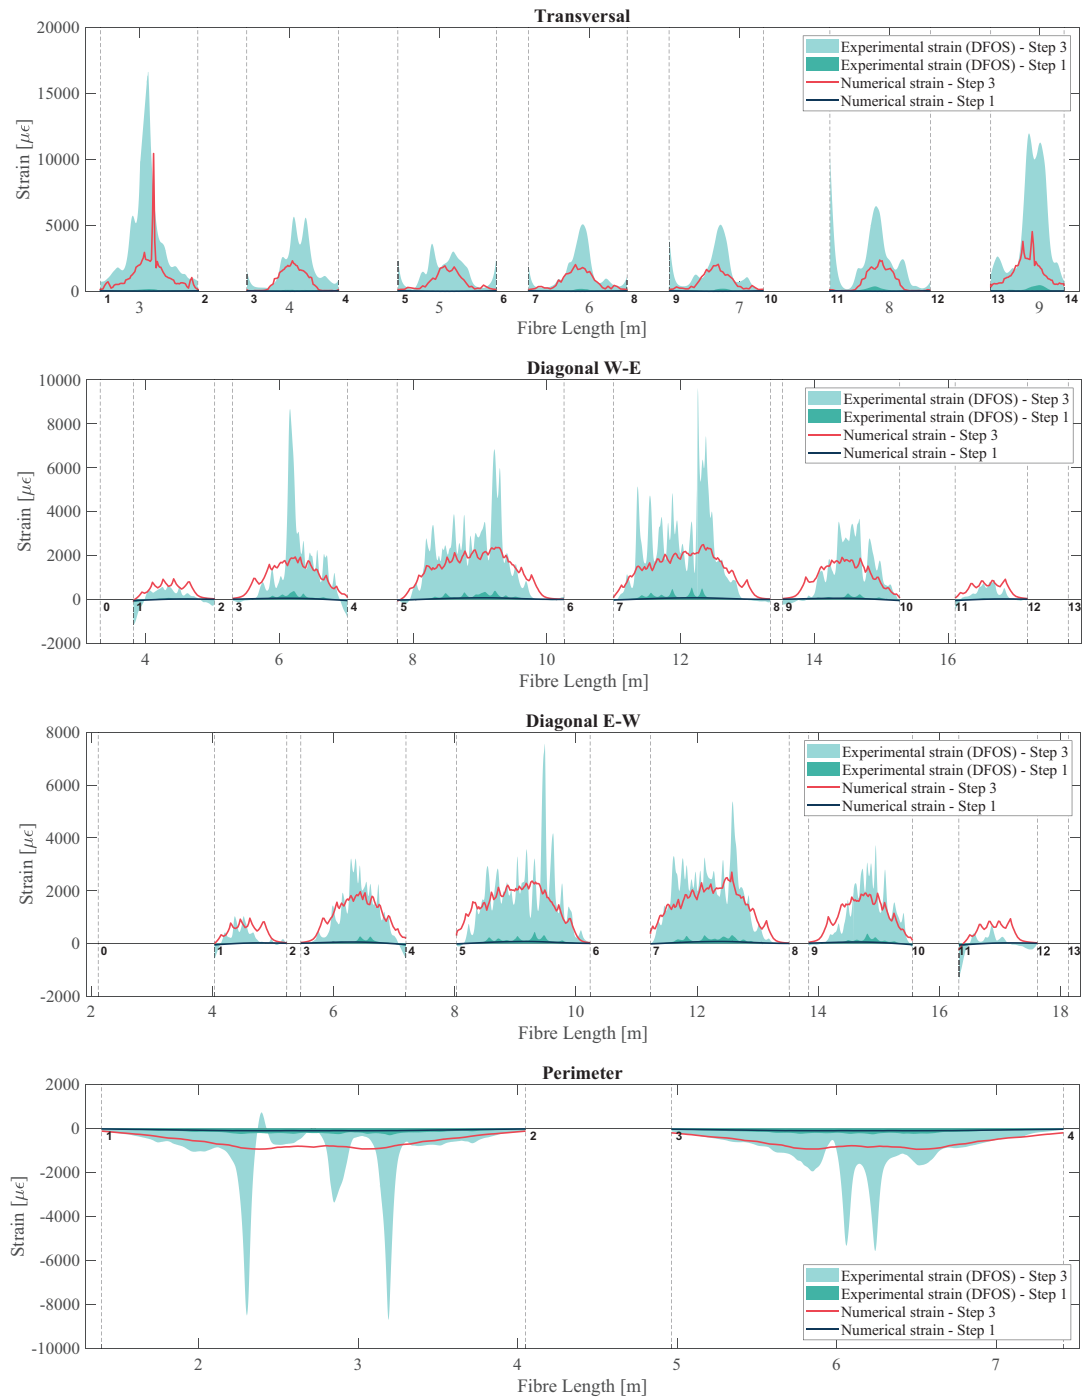 Transversal
20000
15000
10000
5000
0
Strain [με]
Experimental strain (DFOS) - Step 3
Experimental strain (DFOS) - Step 1
Numerical strain - Step 3
Numerical strain - Step 1
1 2 3 4 5 6 7 8 9 10 11 12 13 14
3 4 5 6 7 8 9
Fibre Length [m]
Diagonal W-E
10000
8000
6000
4000
2000
0
-2000
Strain [με]
Experimental strain (DFOS) - Step 3
Experimental strain (DFOS) - Step 1
Numerical strain - Step 3
Numerical strain - Step 1
0 1 2 3 4 5 6 7 8 9 10 11 12 13
4 6 8 10 12 14 16
Fibre Length [m]
Diagonal E-W
8000
6000
4000
2000
0
-2000
Strain [με]
Experimental strain (DFOS) - Step 3
Experimental strain (DFOS) - Step 1
Numerical strain - Step 3
Numerical strain - Step 1
0 1 2 3 4 5 6 7 8 9 10 11 12 13
2 4 6 8 10 12 14 16 18
Fibre Length [m]
Perimeter
2000
0
-2000
-4000
-6000
-8000
-10000
Strain [με]
1 2 3 4
Experimental strain (DFOS) - Step 3
Experimental strain (DFOS) - Step 1
Numerical strain - Step 3
Numerical strain - Step 1
2 3 4 5 6 7
Fibre Length [m]